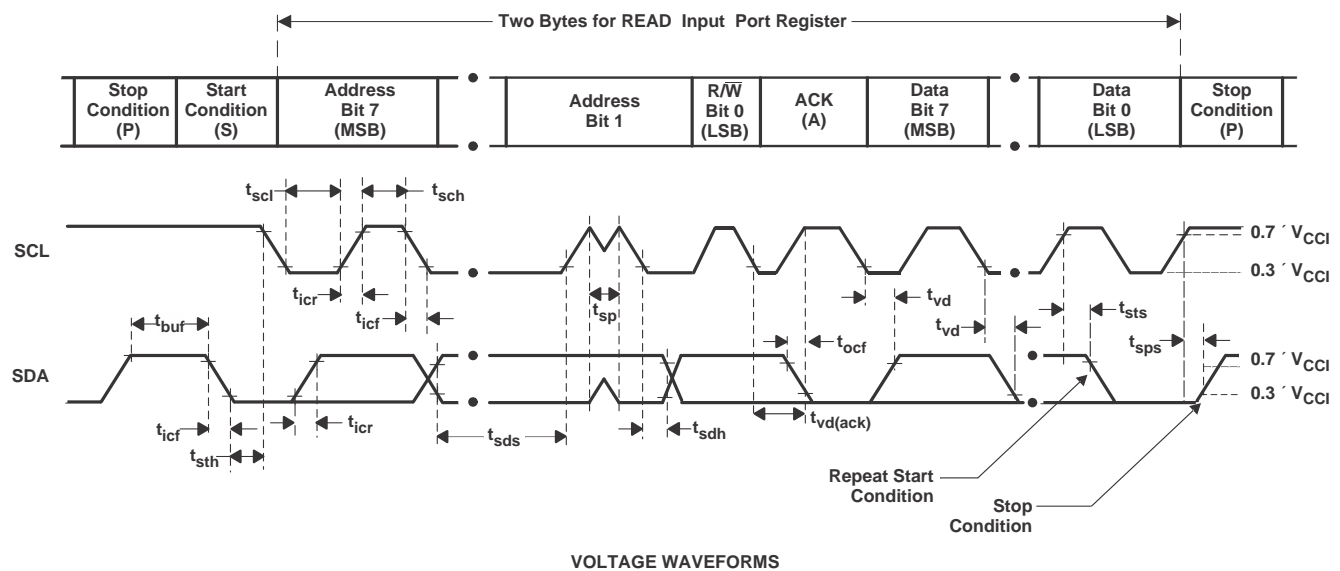 Two Bytes for READ Input Port Register
Stop
Condition
(P)
Start
Condition
(S)
Address
Bit 7
(MSB)
Address
Bit 1
R/W̅
Bit 0
(LSB)
ACK
(A)
Data
Bit 7
(MSB)
Data
Bit 0
(LSB)
Stop
Condition
(P)
tscl
tsch
SCL
0.7 ´ VCCI
0.3 ´ VCCI
ticr
ticf
tsp
tvd
tvd
tsts
tbuf
tocf
tsps
SDA
0.7 ´ VCCI
0.3 ´ VCCI
ticf
ticr
tsth
tsds
tsdh
tvd(ack)
Repeat Start
Condition
Stop
Condition
VOLTAGE WAVEFORMS